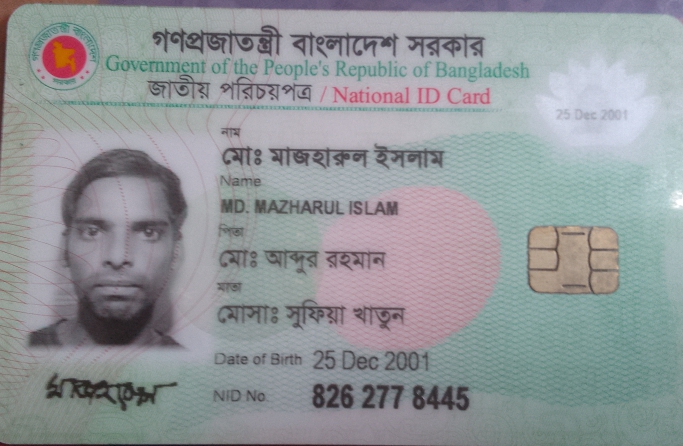 গণপ্রজাতন্ত্রী বাংলাদেশ সরকার
Government of the People's Republic of Bangladesh
জাতীয় পরিচয়পত্র / National ID Card
25 Dec 2001
নাম
মোঃ মাজহারুল ইসলাম
Name
MD. MAZHARUL ISLAM
পিতা
মোঃ আব্দুর রহমান
মাতা
মোসাঃ সুফিয়া খাতুন
Date of Birth 25 Dec 2001
NID No. 826 277 8445